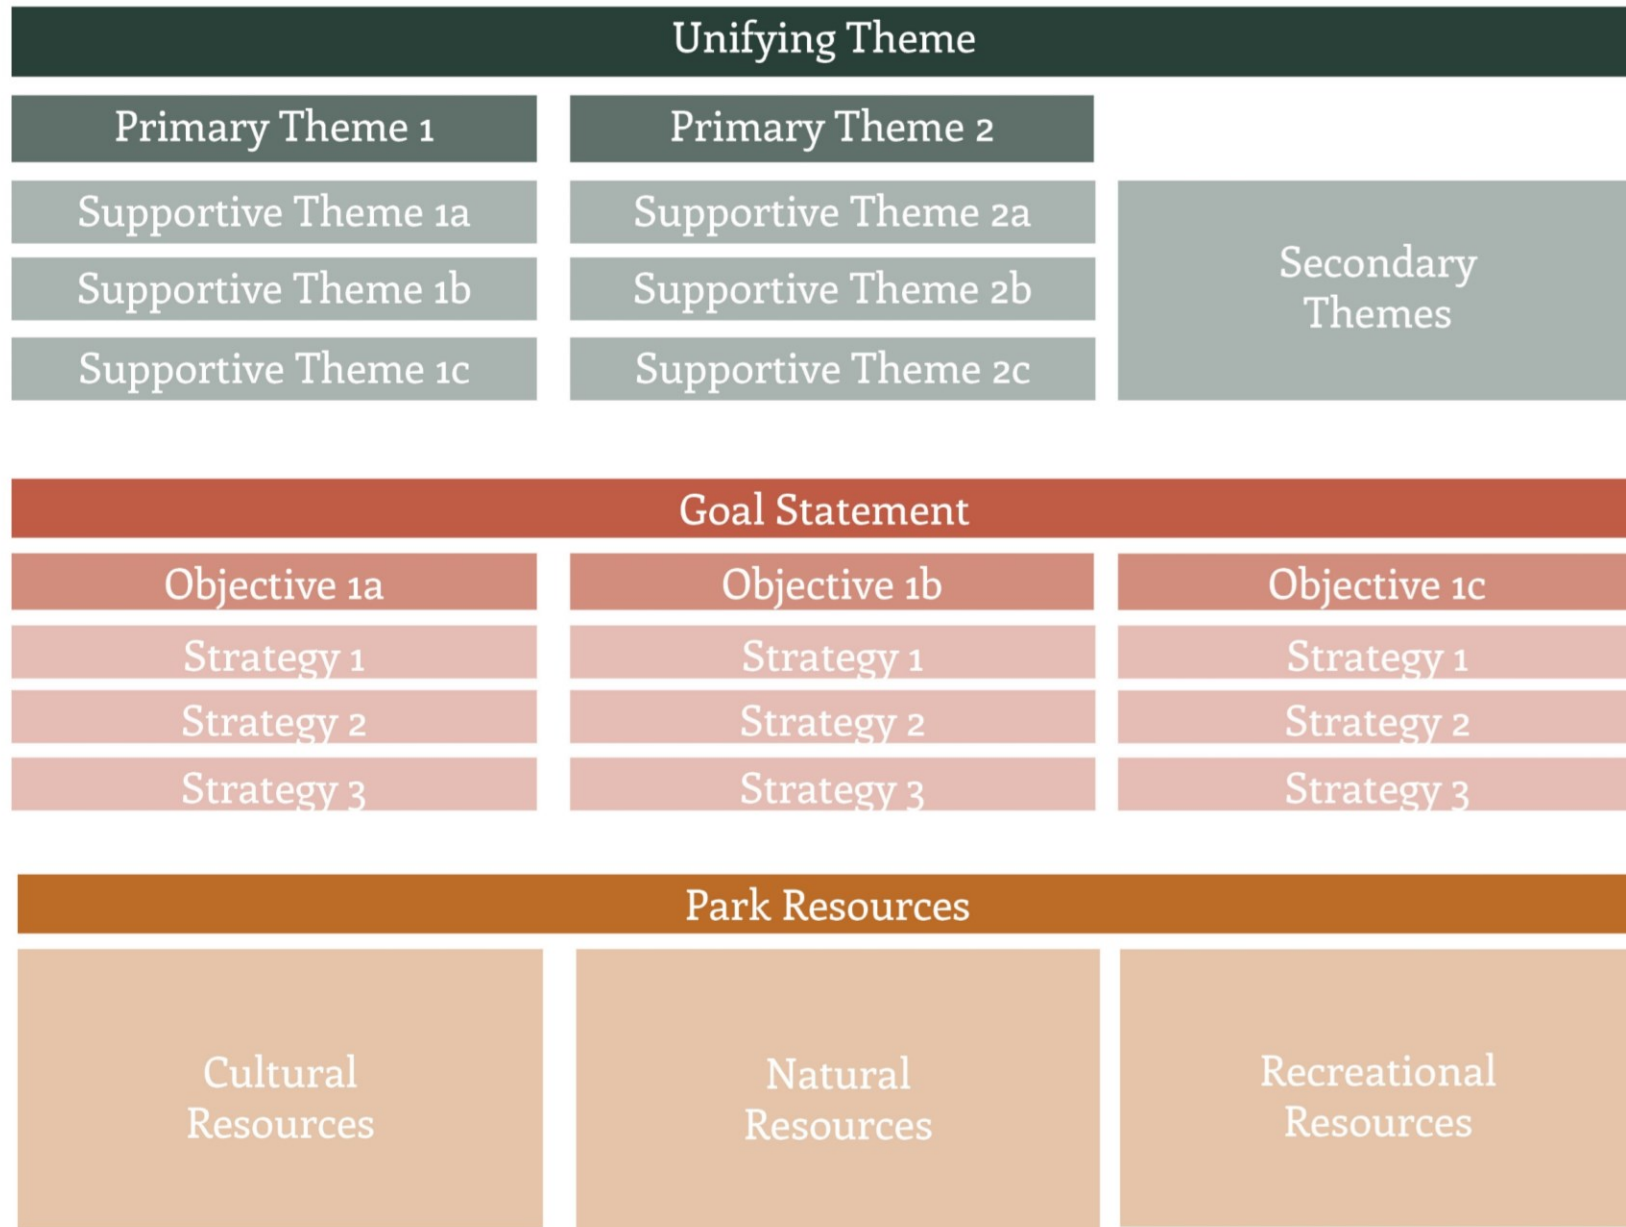 Unifying Theme
Primary Theme 1
Primary Theme 2
Supportive Theme 1a
Supportive Theme 2a
Supportive Theme 1b
Supportive Theme 2b
Supportive Theme 1c
Supportive Theme 2c
Secondary
Themes
Goal Statement
Objective 1a
Objective 1b
Objective 1c
Strategy 1
Strategy 1
Strategy 1
Strategy 2
Strategy 2
Strategy 2
Strategy 3
Strategy 3
Strategy 3
Park Resources
Cultural
Resources
Natural
Resources
Recreational
Resources